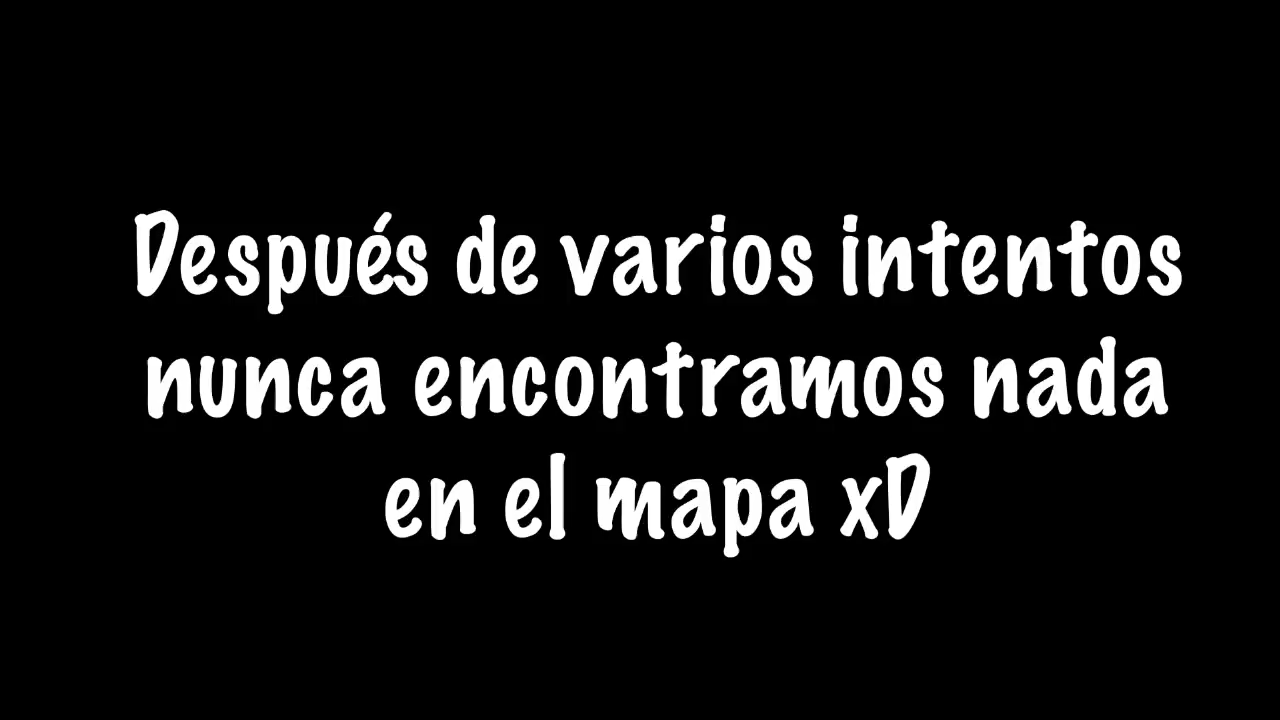 Después de varios intentos
nunca encontramos nada
en el mapa xD